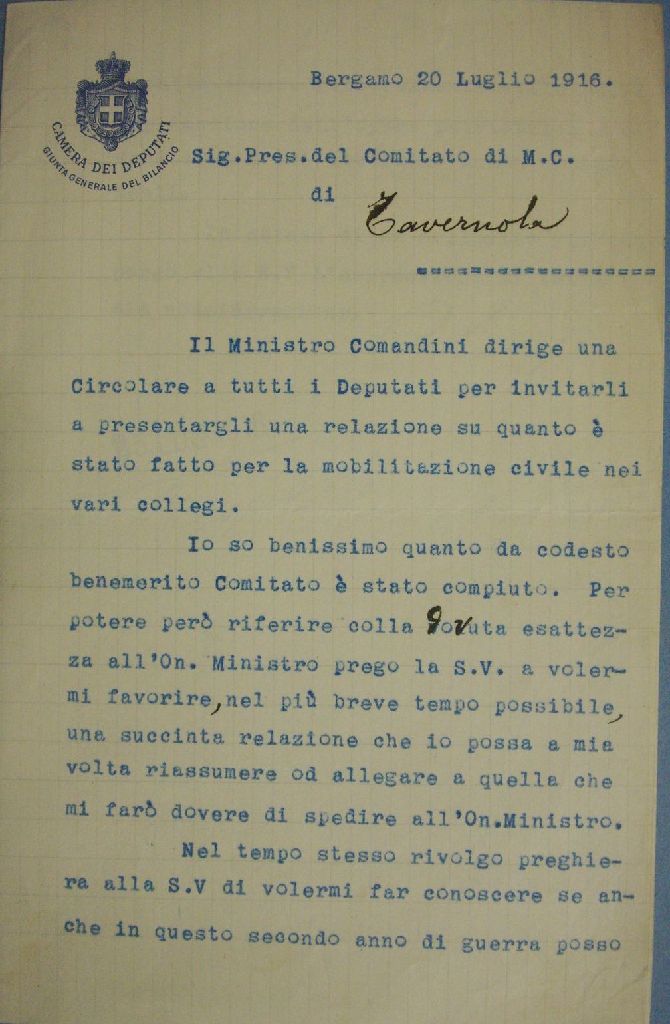 Bergamo 20 Luglio 1916.
CAMERA DEI DEPUTATI
GIUNTA GENERALE DEL BILANCIO
Sig.Pres.del Comitato di M.C.
di
Tavernola
Il Ministro Comandini dirige una
Circolare a tutti i Deputati per invitarli
a presentargli una relazione su quanto è
stato fatto per la mobilitazione civile nei
vari collegi.
Io so benissimo quanto da codesto
benemerito Comitato è stato compiuto. Per
potere però riferire colla dovuta esattez-
za all'On. Ministro prego la S.V. a voler-
mi favorire, nel più breve tempo possibile,
una succinta relazione che io possa a mia
volta riassumere od allegare a quella che
mi farò dovere di spedire all'On.Ministro.
Nel tempo stesso rivolgo preghie-
ra alla S.V di volermi far conoscere se an-
che in questo secondo anno di guerra posso